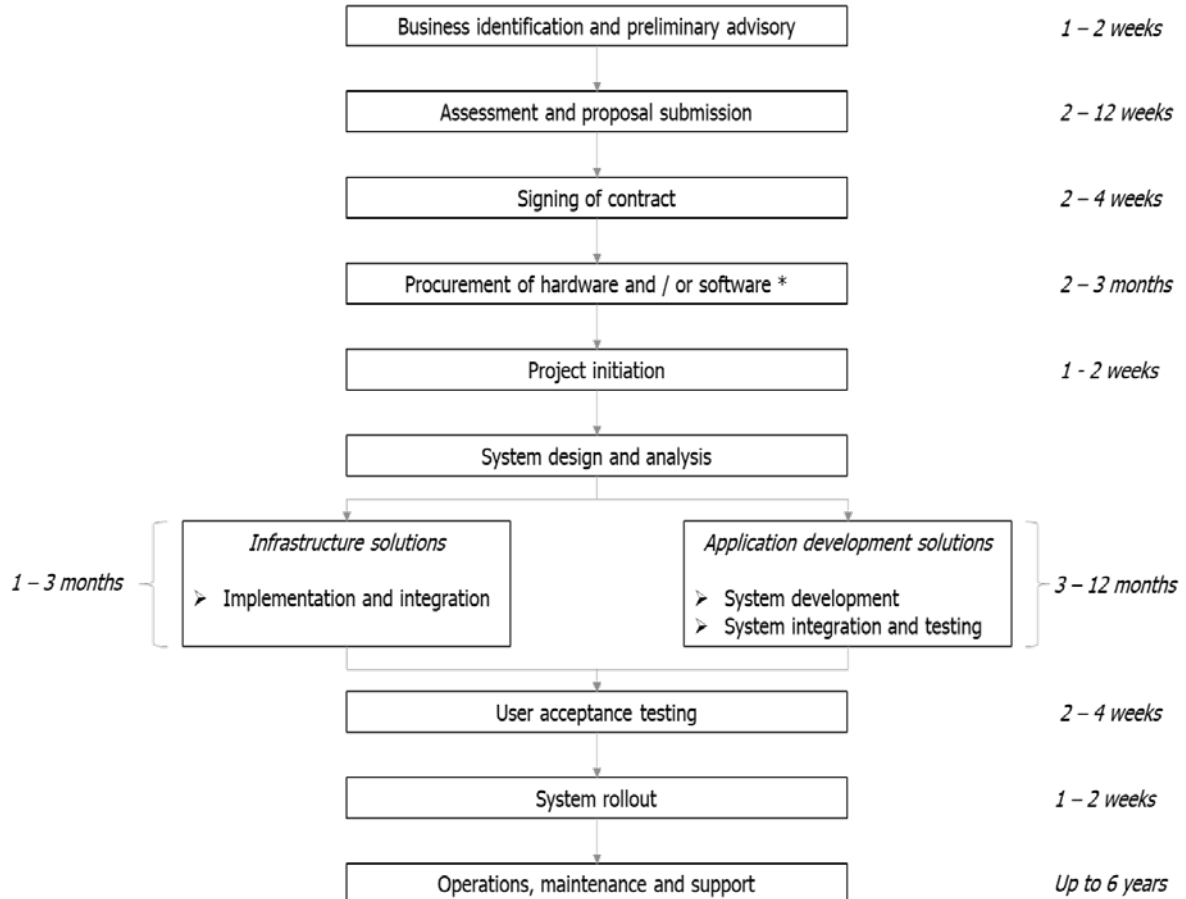 Business identification and preliminary advisory
1 – 2 weeks
Assessment and proposal submission
2 – 12 weeks
Signing of contract
2 – 4 weeks
Procurement of hardware and / or software *
2 – 3 months
Project initiation
1 - 2 weeks
System design and analysis
1 – 3 months
Infrastructure solutions
➢ Implementation and integration
Application development solutions
➢ System development
➢ System integration and testing
3 – 12 months
User acceptance testing
2 – 4 weeks
System rollout
1 – 2 weeks
Operations, maintenance and support
Up to 6 years